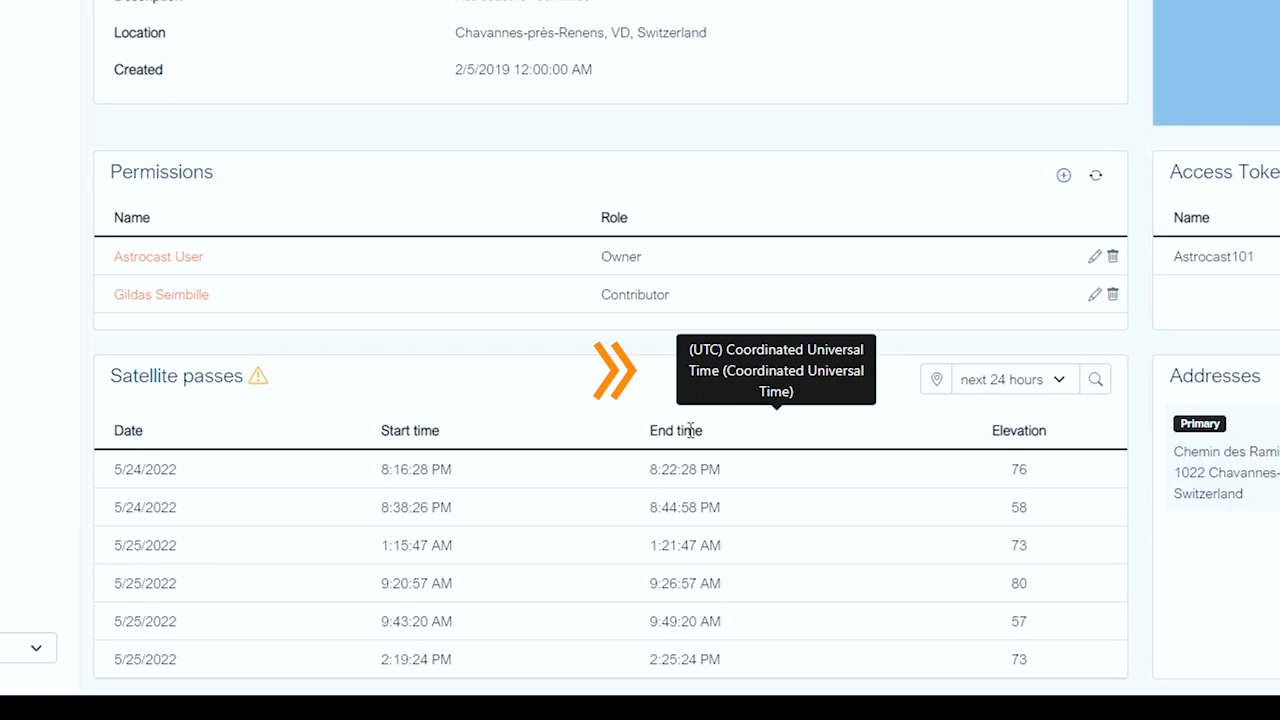 Location Chavannes-près-Renens, VD, Switzerland
Created 2/5/2019 12:00:00 AM
Permissions
Name Role
Astrocast User Owner
Gildas Seimbille Contributor
Access Toke
Name
Astrocast101
Satellite passes
(UTC) Coordinated Universal
Time (Coordinated Universal
Time)
next 24 hours
Date Start time End time Elevation
5/24/2022 8:16:28 PM 8:22:28 PM 76
5/24/2022 8:38:26 PM 8:44:58 PM 58
5/25/2022 1:15:47 AM 1:21:47 AM 73
5/25/2022 9:20:57 AM 9:26:57 AM 80
5/25/2022 9:43:20 AM 9:49:20 AM 57
5/25/2022 2:19:24 PM 2:25:24 PM 73
Addresses
Primary
Chemin des Rami
1022 Chavannes-
Switzerland